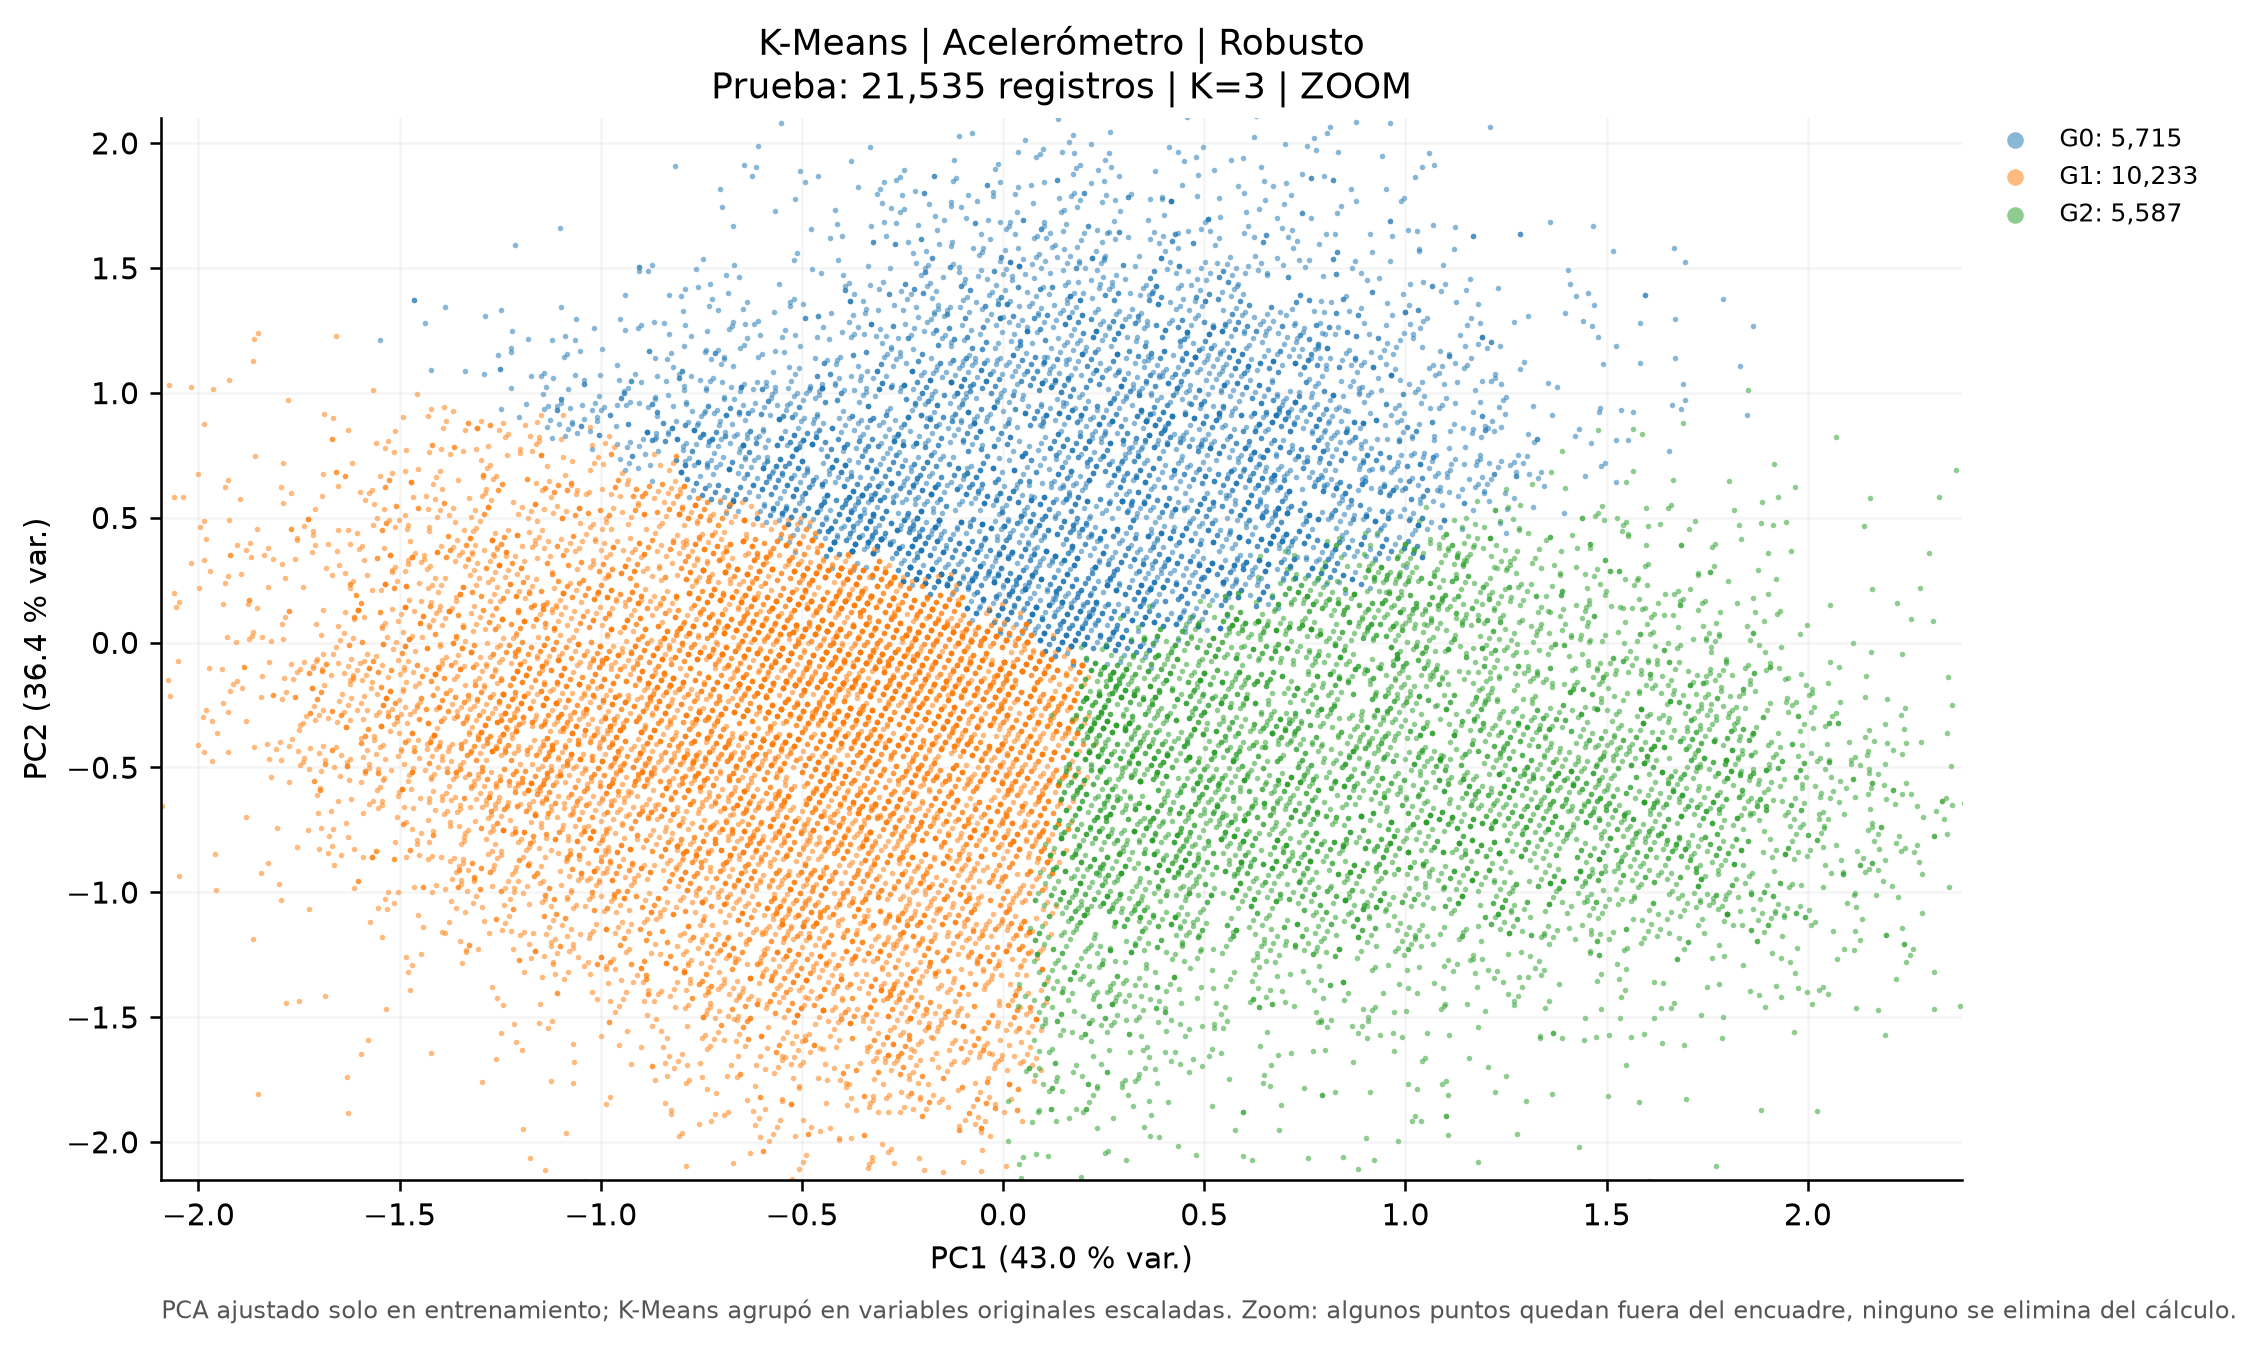 K-Means | Acelerómetro | Robusto
Prueba: 21,535 registros | K=3 | ZOOM
G0: 5,715
G1: 10,233
G2: 5,587
PC2 (36.4 % var.)
2.0
1.5
1.0
0.5
0.0
−0.5
−1.0
−1.5
−2.0
−2.0 −1.5 −1.0 −0.5 0.0 0.5 1.0 1.5 2.0
PC1 (43.0 % var.)
PCA ajustado solo en entrenamiento; K-Means agrupó en variables originales escaladas. Zoom: algunos puntos quedan fuera del encuadre, ninguno se elimina del cálculo.